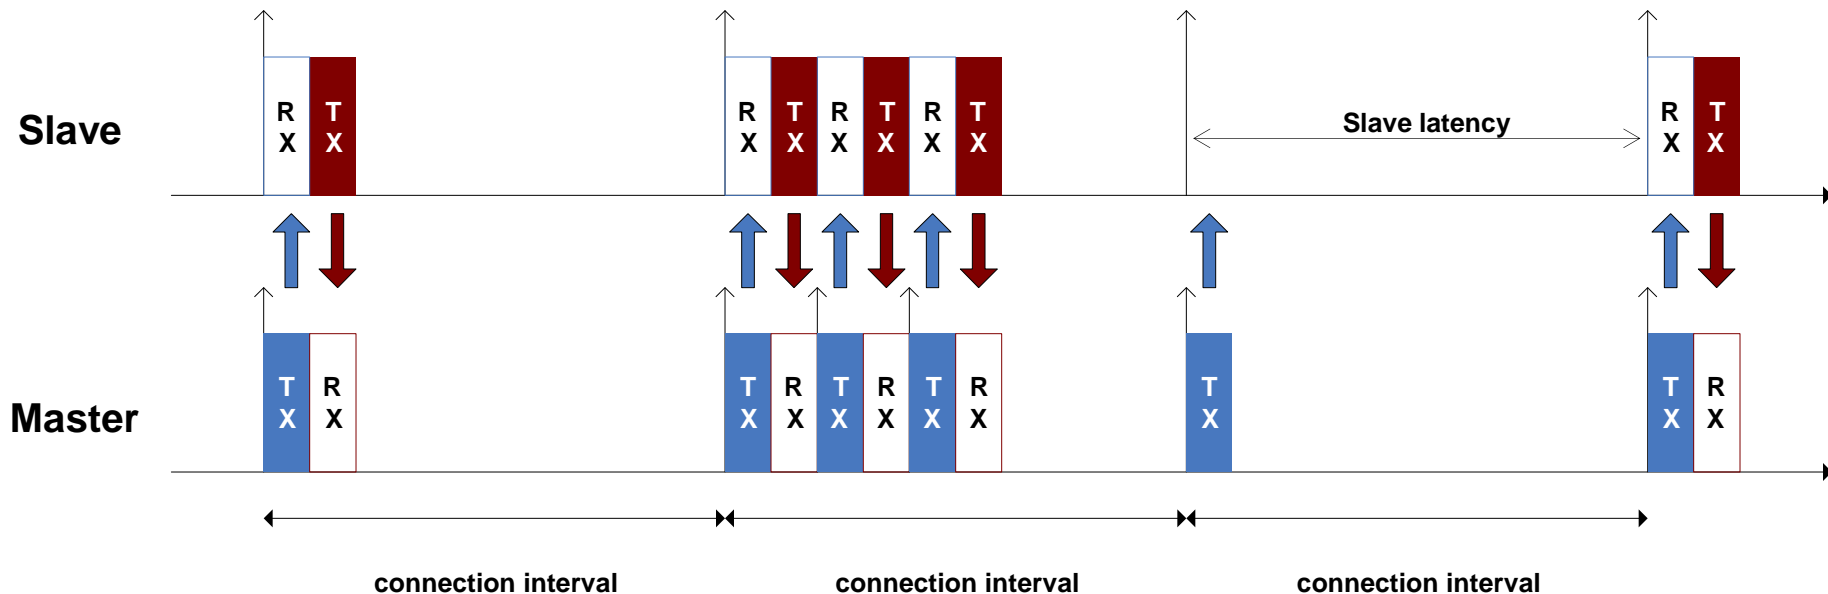 Slave
R T R T R T R T R T
X X X X X X X X X X
Slave latency
Master
T R T R T R T R T T R
X X X X X X X X X X X
connection interval connection interval connection interval